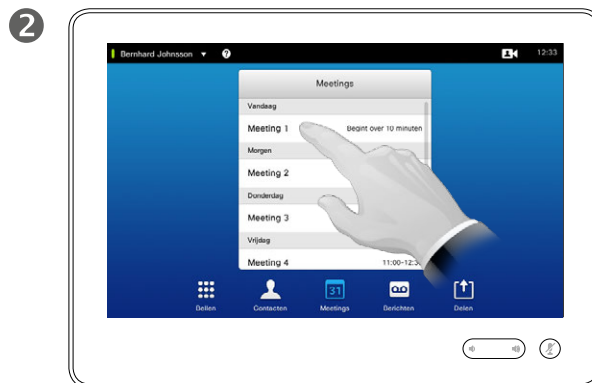 2
Bernhard Johnsson ? 12:33
Meetings
Vandaag
Meeting 1 Begint over 10 minuten
Morgen
Meeting 2
Donderdag
Meeting 3
Vrijdag
Meeting 4 11:00-12:3
31
Bellen Contacten Meetings Berichten Delen